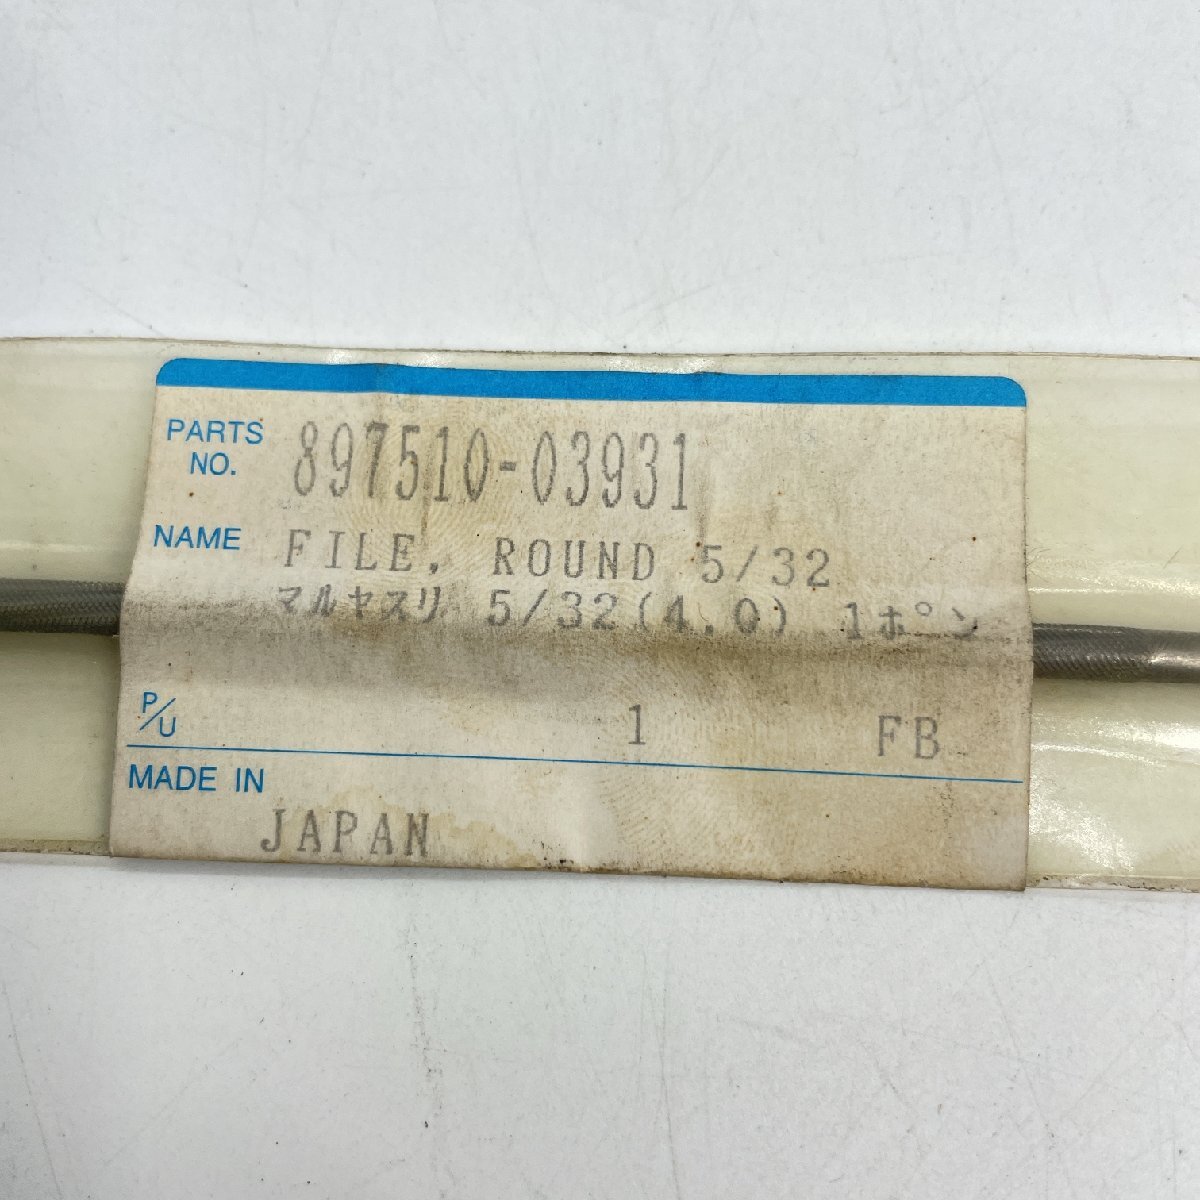 PARTS NO. 897510-03931
NAME FILE, ROUND 5/32
マルヤスリ 5/32(4.0) 1ポン
P/U 1 FB
MADE IN
JAPAN